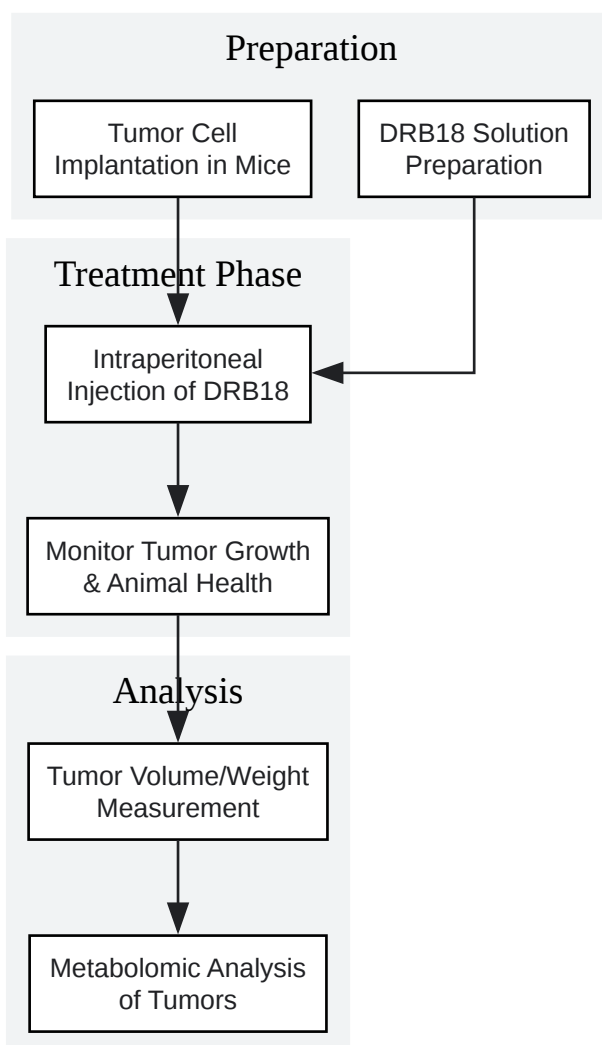 Preparation
Tumor Cell
Implantation in Mice
DRB18 Solution
Preparation
Treatment Phase
Intraperitoneal
Injection of DRB18
Monitor Tumor Growth
& Animal Health
Analysis
Tumor Volume/Weight
Measurement
Metabolomic Analysis
of Tumors